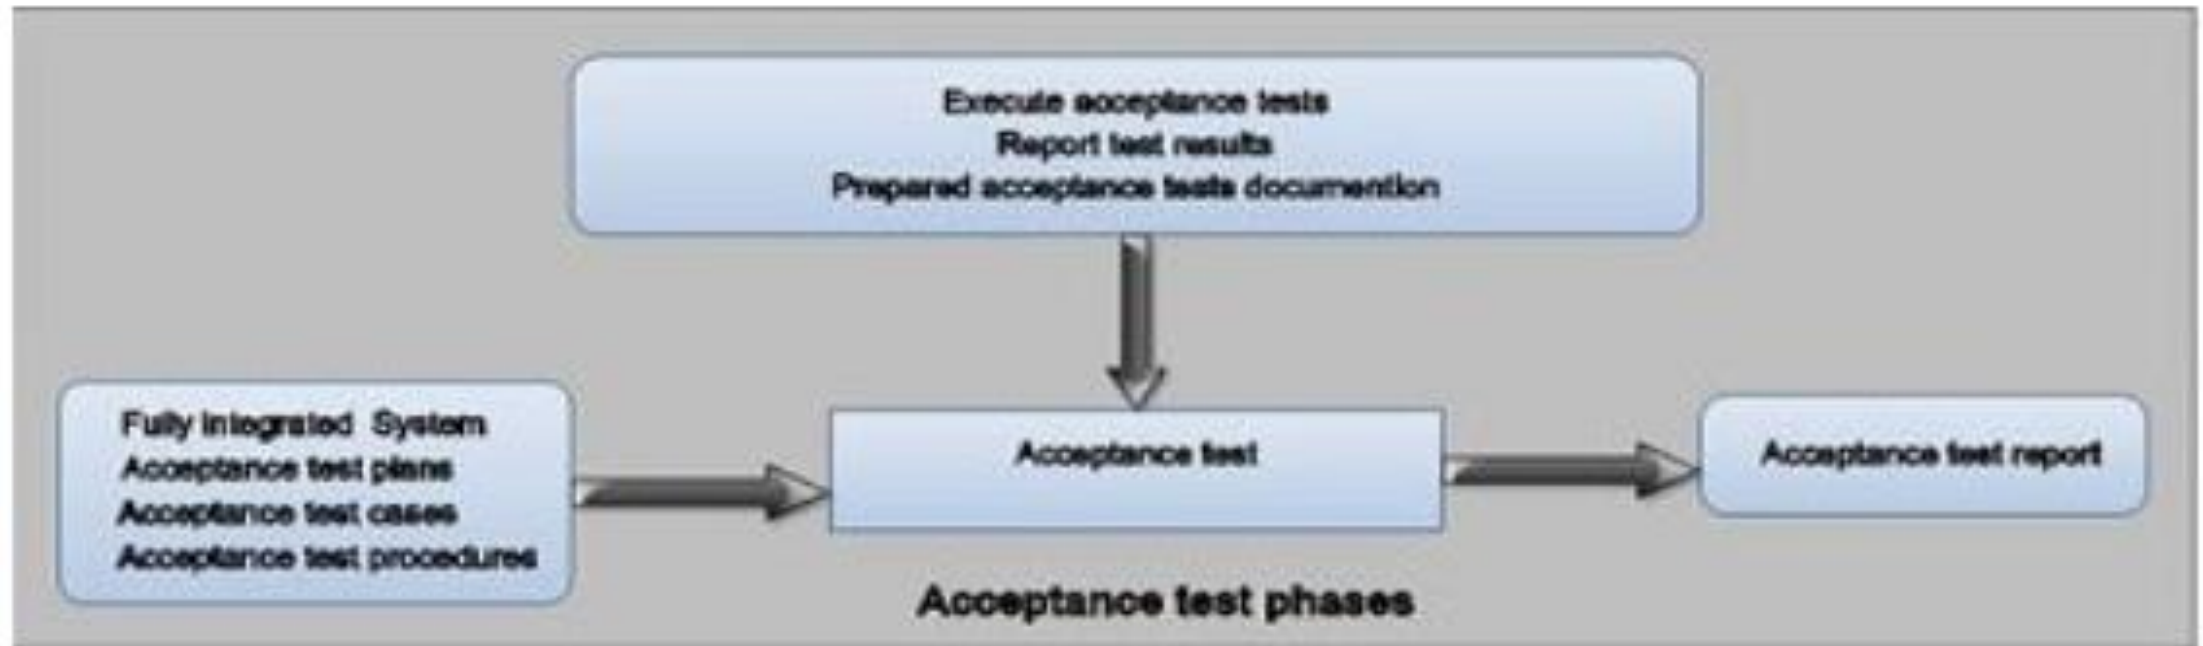 Execute acceptance tests
Report test results
Prepared acceptance tests documention
Fully Integrated System
Acceptance test plans
Acceptance test cases
Acceptance test procedures
Acceptance test
Acceptance test report
Acceptance test phases